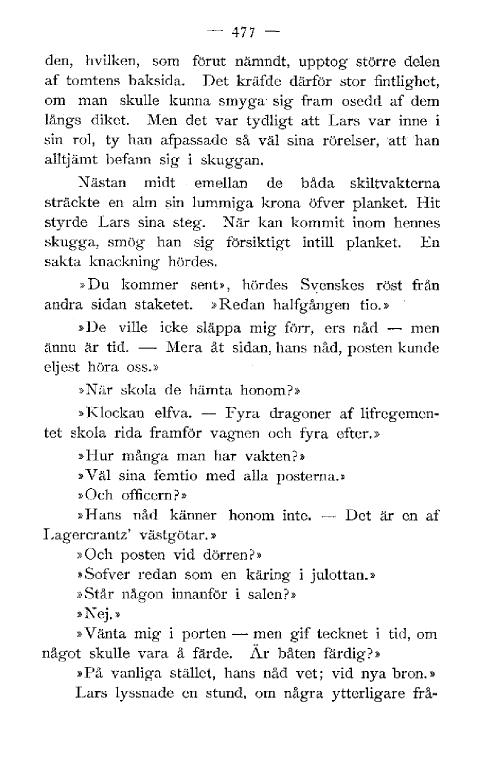 — 477 —
den, hvilken, som förut nämndt, upptog större delen
af tomtens baksida. Det kräfde därför stor fintlighet,
om man skulle kunna smyga sig fram osedd af dem
långs diket. Men det var tydligt att Lars var inne i
sin rol, ty han afpassade så väl sina rörelser, att han
alltjämt befann sig i skuggan.
Nästan midt emellan de båda skiltvakterna
sträckte en alm sin lummiga krona öfver planket. Hit
styrde Lars sina steg. När kan kommit inom hennes
skugga, smög han sig försiktigt intill planket. En
sakta knackning hördes.
»Du kommer sent», hördes Svenskes röst från
andra sidan staketet. »Redan halfgången tio.»
»De ville icke släppa mig förr, ers nåd — men
ännu är tid. — Mera åt sidan, hans nåd, posten kunde
eljest höra oss.»
»När skola de hämta honom?»
»Klockan elfva. — Fyra dragoner af lifregemen-
tet skola rida framför vagnen och fyra efter.»
»Hur många man har vakten?»
»Väl sina femtio med alla posterna.»
»Och officern?»
»Hans nåd känner honom inte. — Det är en af
Lagercrantz' västgötar.»
»Och posten vid dörren?»
»Sofver redan som en käring i julottan.»
»Står någon innanför i salen?»
»Nej.»
»Vänta mig i porten — men gif tecknet i tid, om
något skulle vara å färde. Är båten färdig?»
»På vanliga stället, hans nåd vet; vid nya bron.»
Lars lyssnade en stund, om några ytterligare frå-